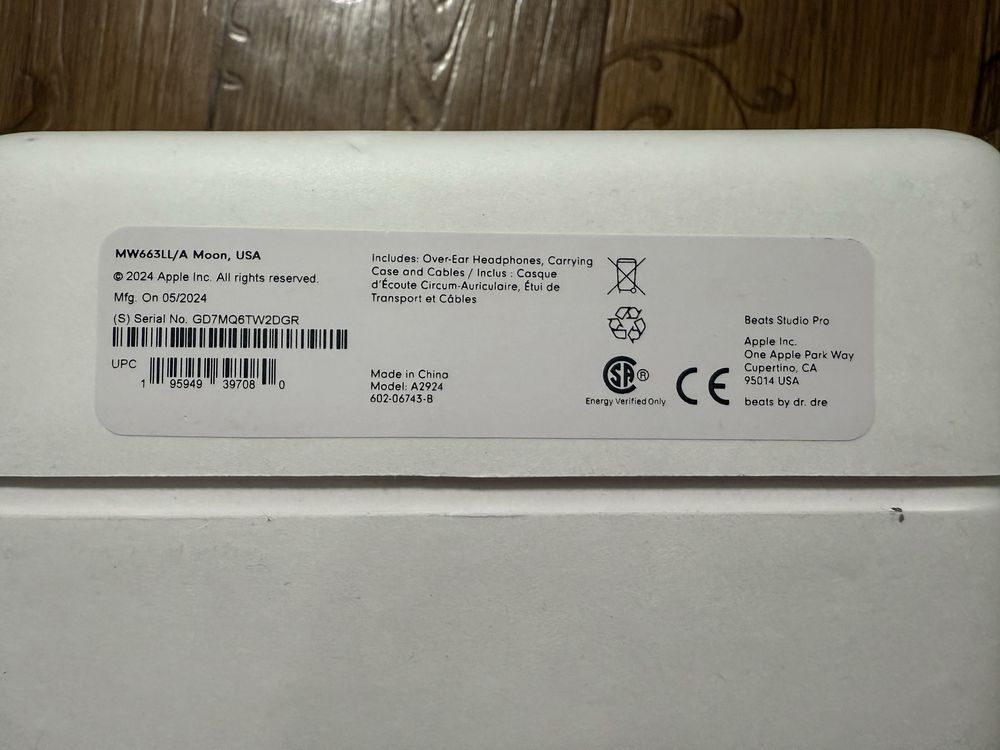 MW663LL/A Moon, USA
© 2024 Apple Inc. All rights reserved.
Mfg. On 05/2024
(S) Serial No. GD7MQ6TW2DGR
UPC
1 95949 39708 0
Includes: Over-Ear Headphones, Carrying
Case and Cables / Inclus : Casque
d'Écoute Circum-Auriculaire, Étui de
Transport et Câbles
Made in China
Model: A2924
602-06743-B
SA®
Energy Verified Only
CE
Beats Studio Pro
Apple Inc.
One Apple Park Way
Cupertino, CA
95014 USA
beats by dr. dre